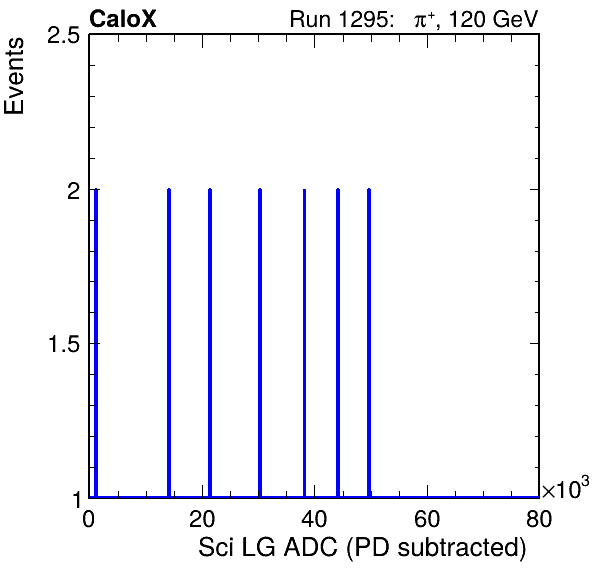 CaloX Run 1295: π⁺, 120 GeV
Events
2.5
2
1.5
1
0 20 40 60 80
×10³
Sci LG ADC (PD subtracted)